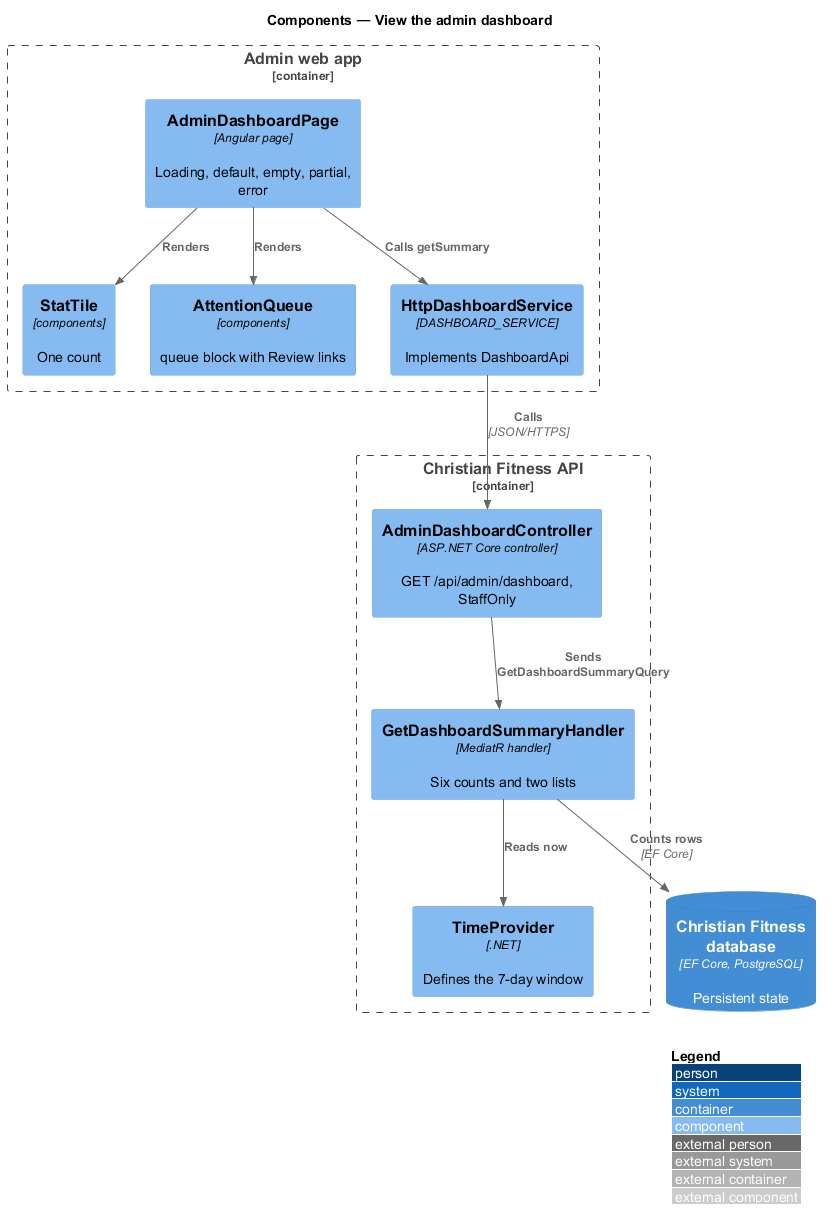 Components — View the admin dashboard
Admin web app
[container]
AdminDashboardPage
[Angular page]
Loading, default, empty, partial,
error
Renders
Renders
Calls getSummary
StatTile
[components]
One count
AttentionQueue
[components]
queue block with Review links
HttpDashboardService
[DASHBOARD_SERVICE]
Implements DashboardApi
Calls
[JSON/HTTPS]
Christian Fitness API
[container]
AdminDashboardController
[ASP.NET Core controller]
GET /api/admin/dashboard,
StaffOnly
Sends
GetDashboardSummaryQuery
GetDashboardSummaryHandler
[MediatR handler]
Six counts and two lists
Reads now
Counts rows
[EF Core]
TimeProvider
[.NET]
Defines the 7-day window
Christian Fitness
database
[EF Core, PostgreSQL]
Persistent state
Legend
person
system
container
component
external person
external system
external container
external component